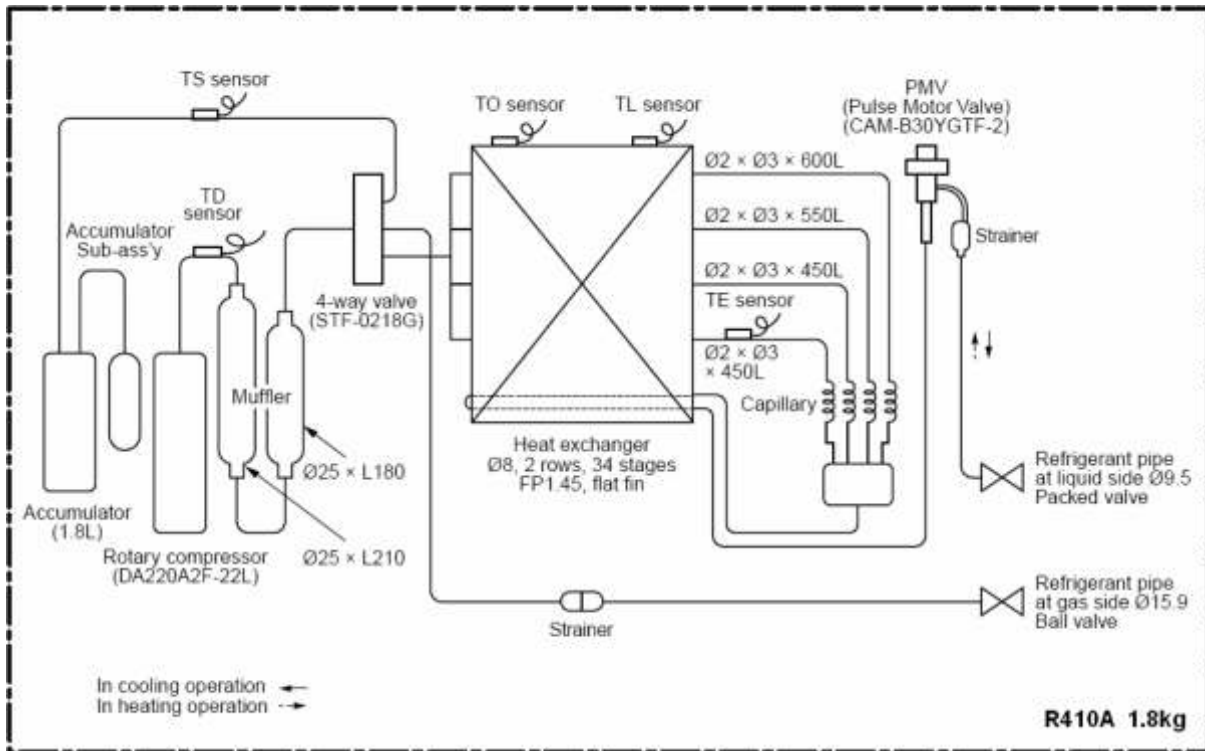 TS sensor
TO sensor
TL sensor
PMV
(Pulse Motor Valve)
(CAM-B30YGTF-2)
Ø2 × Ø3 × 600L
TD
sensor
Accumulator
Sub-ass'y
Ø2 × Ø3 × 550L
Strainer
Ø2 × Ø3 × 450L
4-way valve
(STF-0218G)
TE sensor
Ø2 × Ø3
× 450L
Muffler
Capillary
Heat exchanger
Ø8, 2 rows, 34 stages
FP1.45, flat fin
Ø25 × L180
Refrigerant pipe
at liquid side Ø9.5
Packed valve
Accumulator
(1.8L)
Ø25 × L210
Rotary compressor
(DA220A2F-22L)
Refrigerant pipe
at gas side Ø15.9
Ball valve
Strainer
In cooling operation
In heating operation
R410A 1.8kg